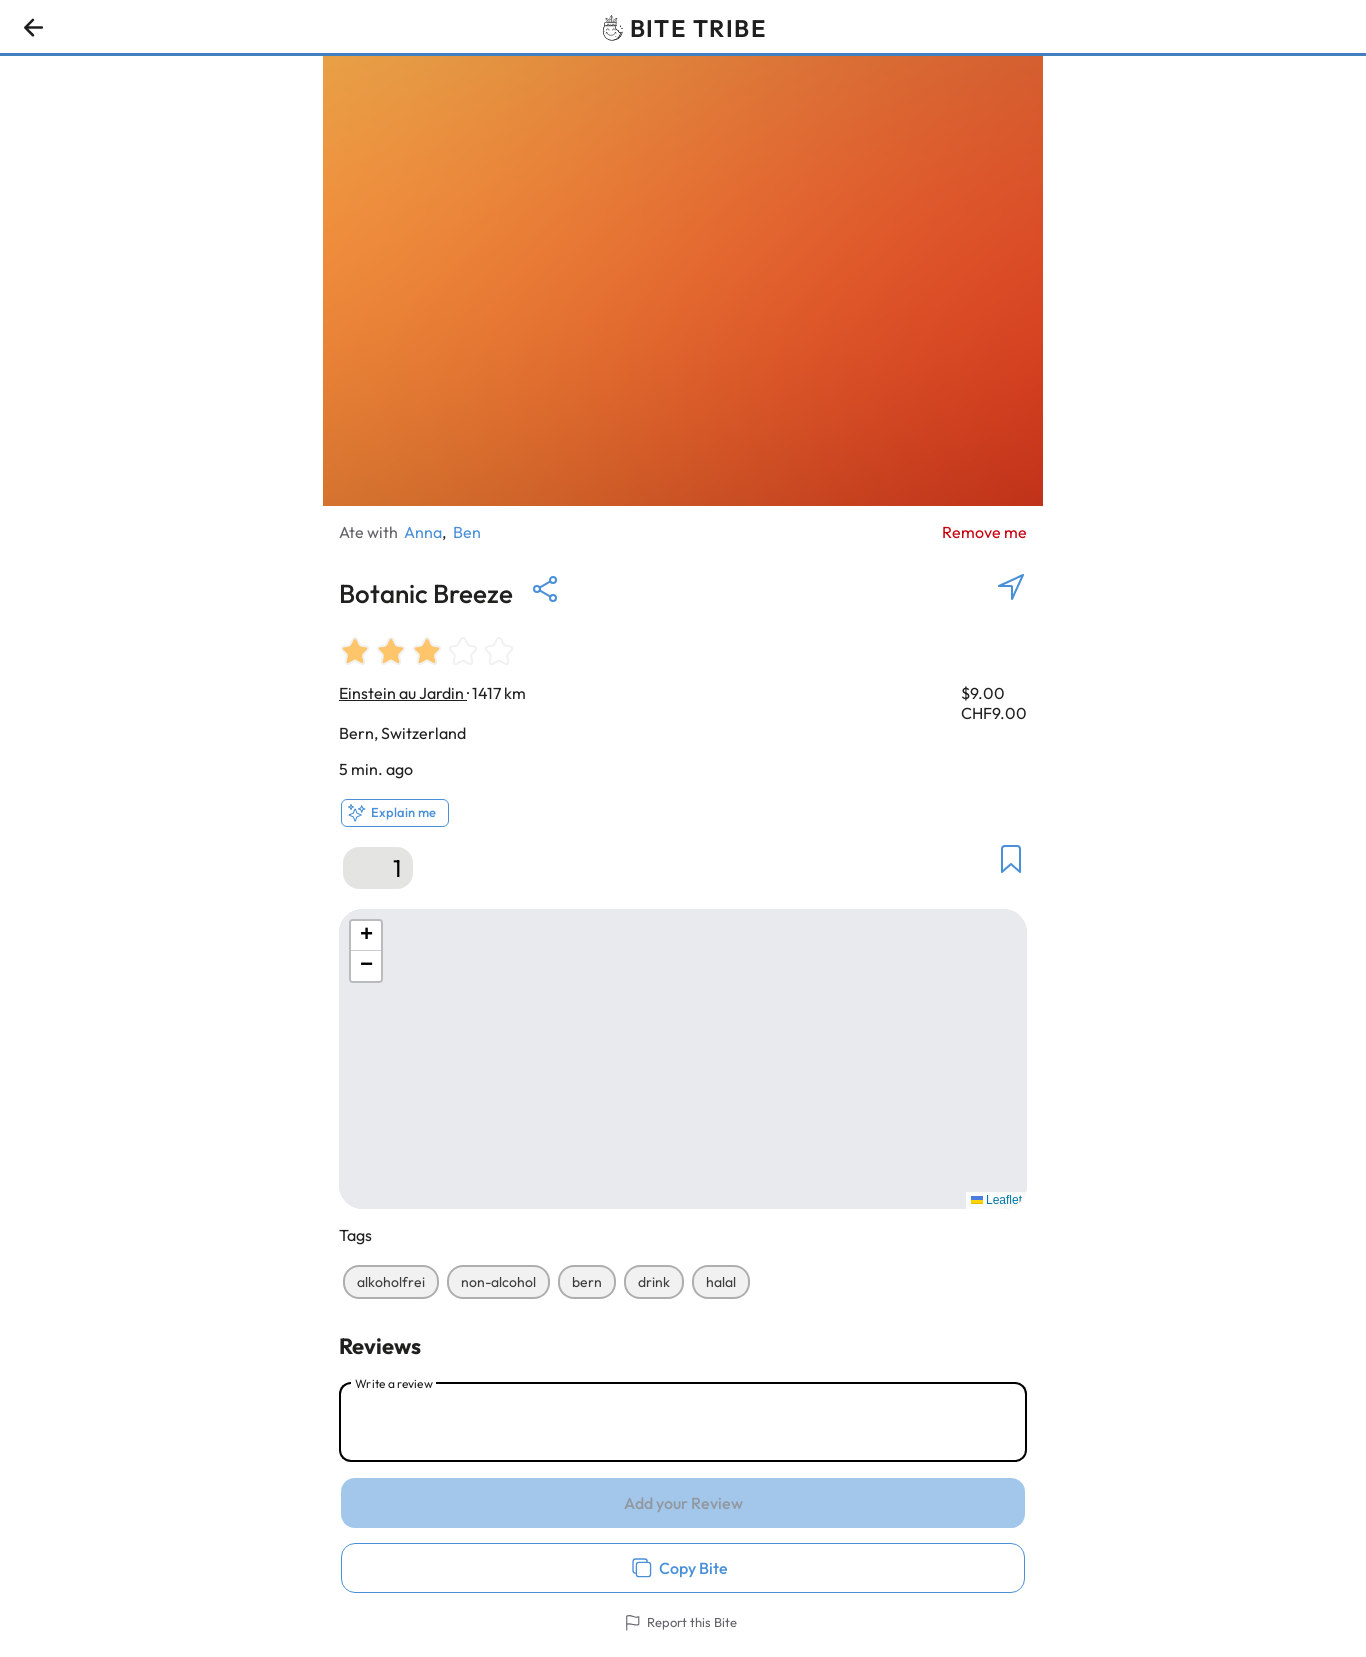 BITE TRIBE
Ate with Anna, Ben
Remove me
Botanic Breeze
Einstein au Jardin · 1417 km
$9.00
CHF9.00
Bern, Switzerland
5 min. ago
Explain me
1
+
−
Leaflet
Tags
alkoholfrei non-alcohol bern drink halal
Reviews
Write a review
Add your Review
Copy Bite
Report this Bite